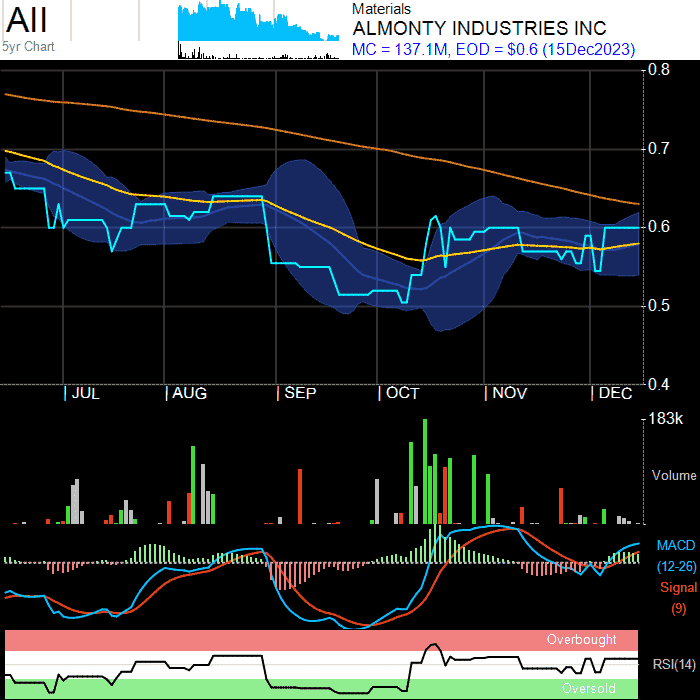 AII
5yr Chart
Materials
ALMONTY INDUSTRIES INC
MC = 137.1M, EOD = $0.6 (15Dec2023)
0.8
0.7
0.6
0.5
0.4
JUL
AUG
SEP
OCT
NOV
DEC
183k
Volume
MACD
(12-26)
Signal
(9)
Overbought
RSI(14)
Oversold